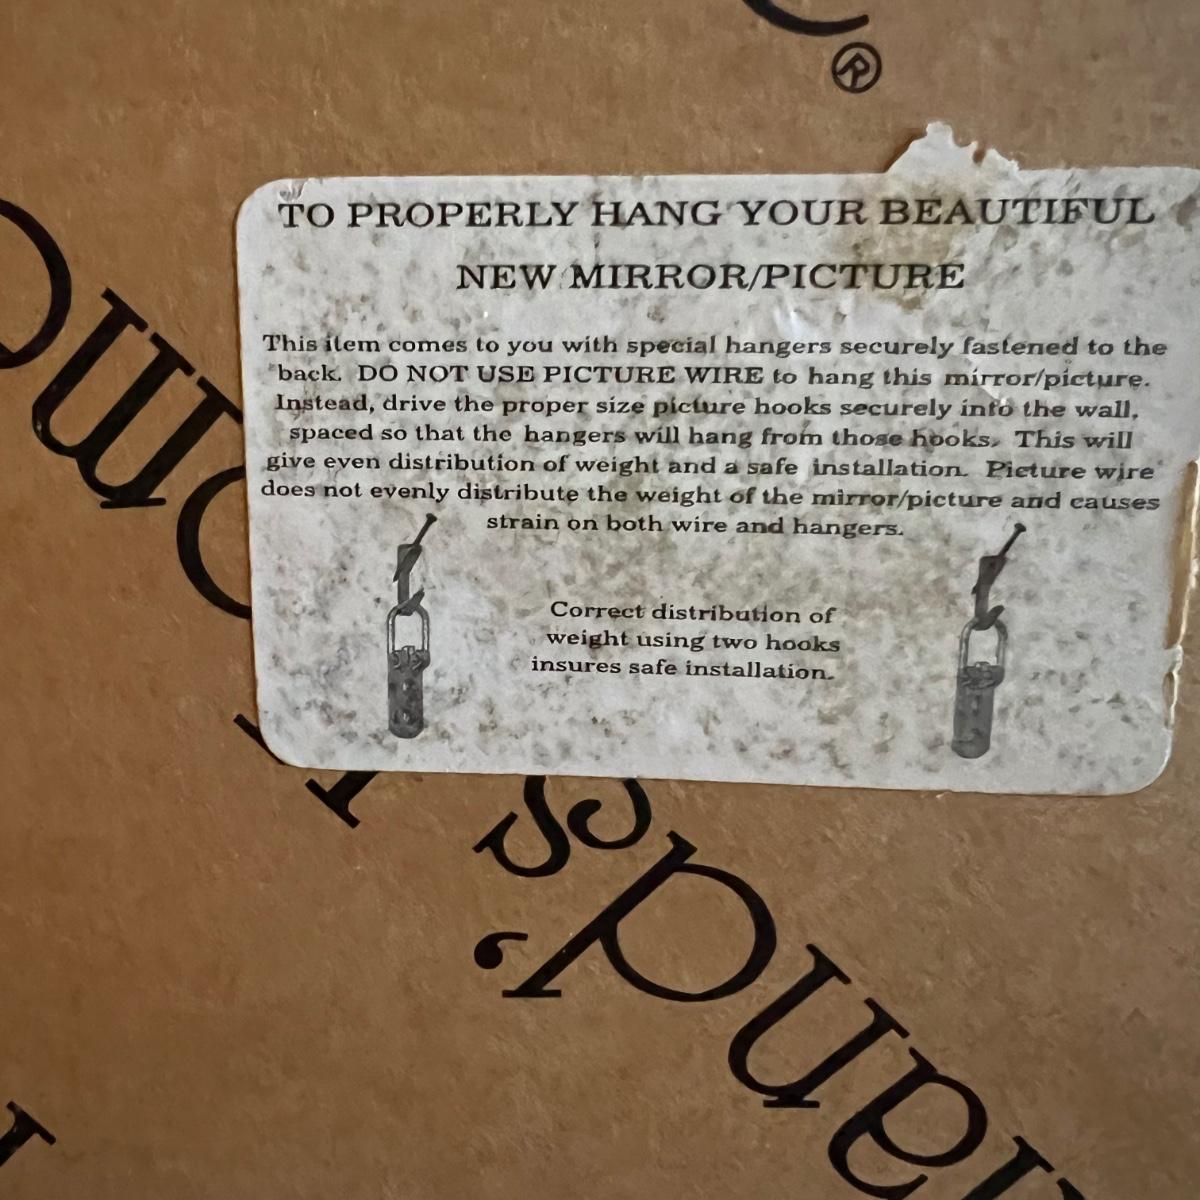 ®
TO PROPERLY HANG YOUR BEAUTIFUL
NEW MIRROR/PICTURE
This item comes to you with special hangers securely fastened to the
back. DO NOT USE PICTURE WIRE to hang this mirror/picture.
Instead, drive the proper size picture hooks securely into the wall,
spaced so that the hangers will hang from those hooks. This will
give even distribution of weight and a safe installation. Picture wire
does not evenly distribute the weight of the mirror/picture and causes
strain on both wire and hangers.
Correct distribution of
weight using two hooks
insures safe installation.